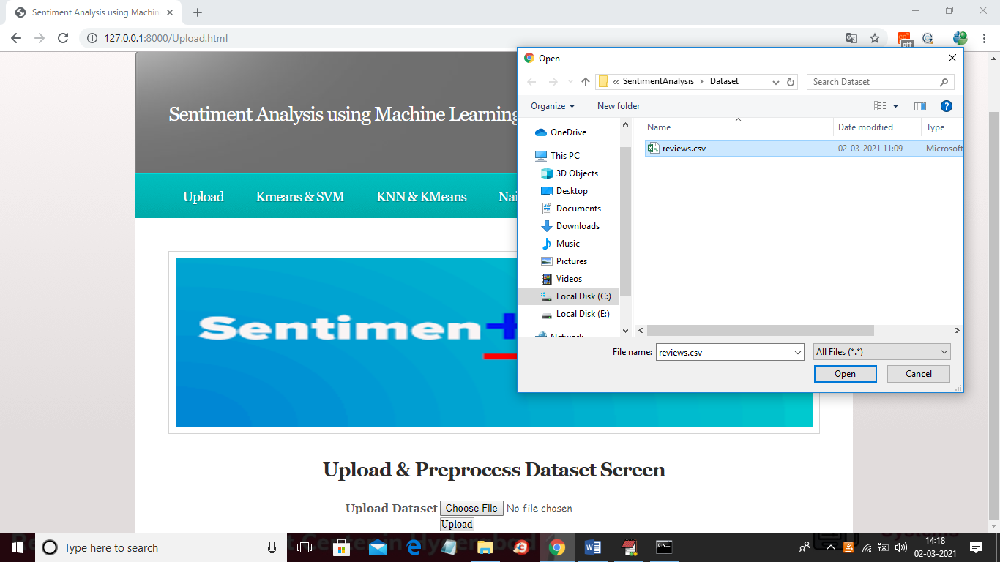 Sentiment Analysis using Machin
127.0.0.1:8000/Upload.html
off
Sentiment Analysis using Machine Learning
Upload Kmeans & SVM KNN & KMeans Nai
Sentimen
Upload & Preprocess Dataset Screen
Upload Dataset Choose File No file chosen
Upload
Open
« SentimentAnalysis › Dataset
Search Dataset
Organize New folder
OneDrive
This PC
3D Objects
Desktop
Documents
Downloads
Music
Pictures
Videos
Local Disk (C:)
Local Disk (E:)
Network
Name Date modified Type
reviews.csv 02-03-2021 11:09 Microsoft
File name: reviews.csv All Files (*.*)
Open Cancel
Type here to search
14:18
02-03-2021
Systems